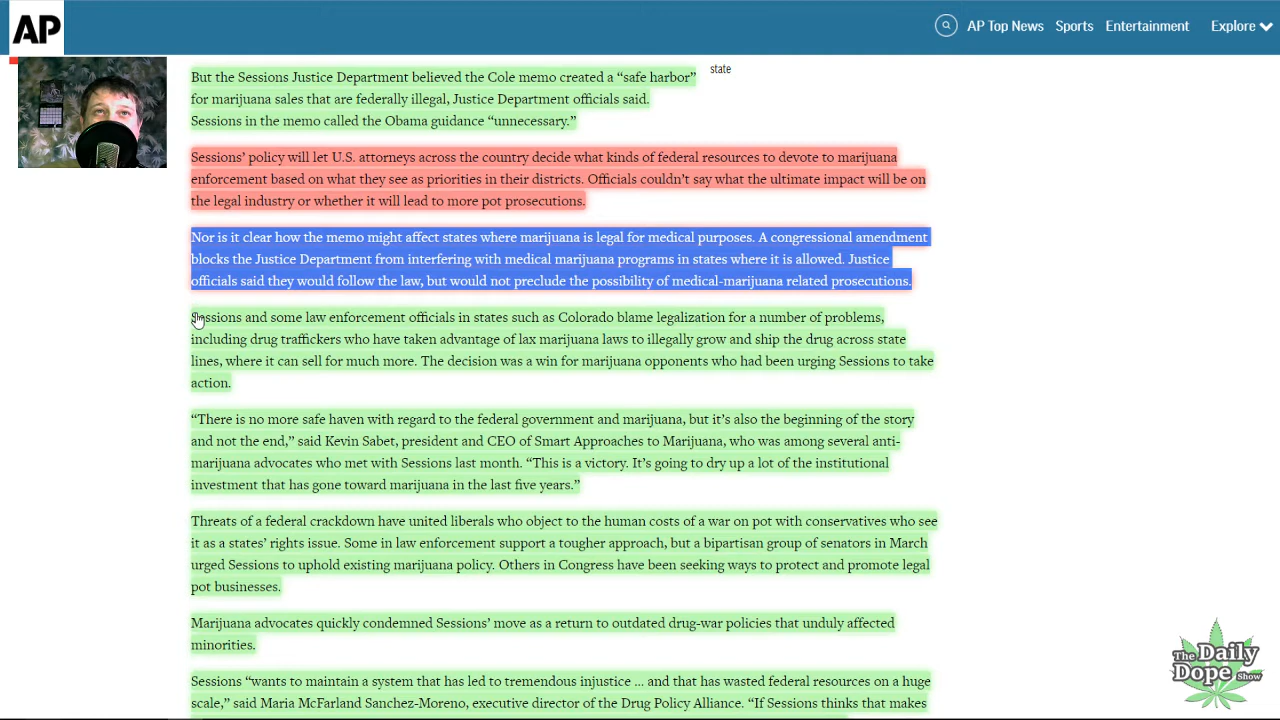 AP
AP Top News
Sports
Entertainment
Explore
state
But the Sessions Justice Department believed the Cole memo created a “safe harbor”
for marijuana sales that are federally illegal, Justice Department officials said.
Sessions in the memo called the Obama guidance “unnecessary.”
Sessions’ policy will let U.S. attorneys across the country decide what kinds of federal resources to devote to marijuana
enforcement based on what they see as priorities in their districts. Officials couldn’t say what the ultimate impact will be on
the legal industry or whether it will lead to more pot prosecutions.
Nor is it clear how the memo might affect states where marijuana is legal for medical purposes. A congressional amendment
blocks the Justice Department from interfering with medical marijuana programs in states where it is allowed. Justice
officials said they would follow the law, but would not preclude the possibility of medical-marijuana related prosecutions.
Sessions and some law enforcement officials in states such as Colorado blame legalization for a number of problems,
including drug traffickers who have taken advantage of lax marijuana laws to illegally grow and ship the drug across state
lines, where it can sell for much more. The decision was a win for marijuana opponents who had been urging Sessions to take
action.
“There is no more safe haven with regard to the federal government and marijuana, but it’s also the beginning of the story
and not the end,” said Kevin Sabet, president and CEO of Smart Approaches to Marijuana, who was among several anti-
marijuana advocates who met with Sessions last month. “This is a victory. It’s going to dry up a lot of the institutional
investment that has gone toward marijuana in the last five years.”
Threats of a federal crackdown have united liberals who object to the human costs of a war on pot with conservatives who see
it as a states’ rights issue. Some in law enforcement support a tougher approach, but a bipartisan group of senators in March
urged Sessions to uphold existing marijuana policy. Others in Congress have been seeking ways to protect and promote legal
pot businesses.
Marijuana advocates quickly condemned Sessions’ move as a return to outdated drug-war policies that unduly affected
minorities.
Sessions “wants to maintain a system that has led to tremendous injustice ... and that has wasted federal resources on a huge
scale,” said Maria McFarland Sanchez-Moreno, executive director of the Drug Policy Alliance. “If Sessions thinks that makes
The Daily
Dope Show